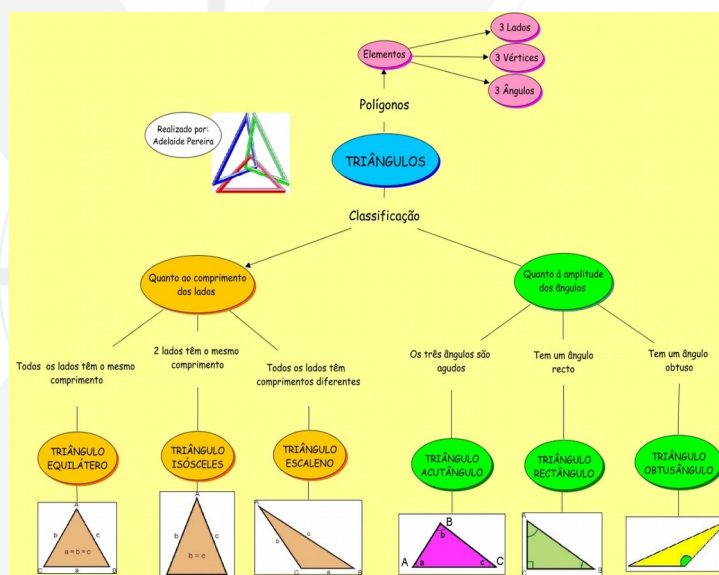 3 Lados
Elementos
3 Vértices
3 Ângulos
Polígonos
Realizado por:
Adelaide Pereira
TRIÂNGULOS
Classificação
Quanto ao comprimento
dos lados
Quanto à amplitude
dos ângulos
Todos os lados têm o mesmo
comprimento
2 lados têm o mesmo
comprimento
Todos os lados têm
comprimentos diferentes
Os três ângulos são
agudos
Tem um ângulo
recto
Tem um ângulo
obtuso
TRIÂNGULO
EQUILÁTERO
TRIÂNGULO
ISÓSCELES
TRIÂNGULO
ESCALENO
TRIÂNGULO
ACUTÂNGULO
TRIÂNGULO
RECTÂNGULO
TRIÂNGULO
OBTUSÂNGULO
A
b c
a = b = c
C a B
A
b c
b = c
A
b c
C a B
B
b
A a c C
A
C B